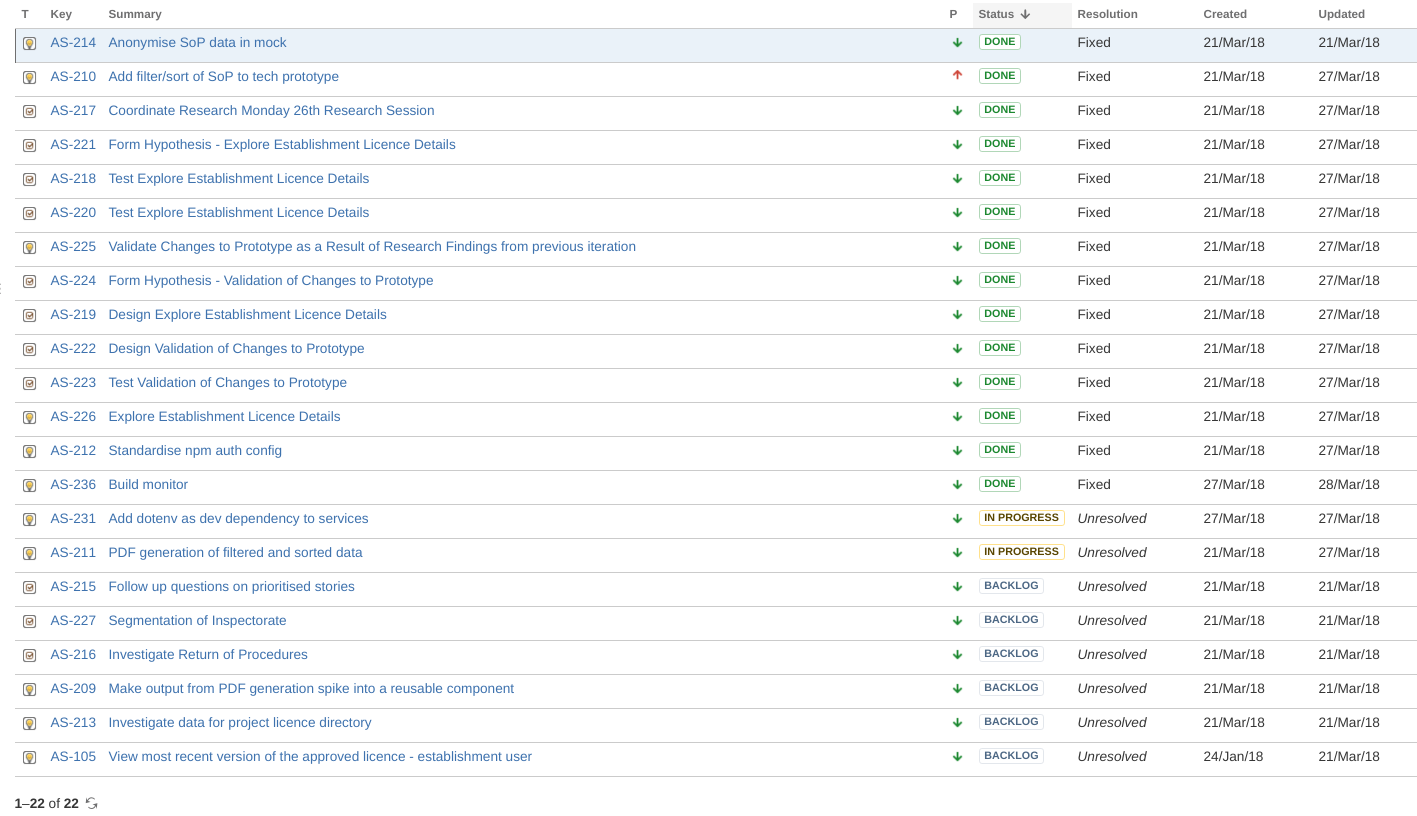 T Key Summary P Status Resolution Created Updated
AS-214 Anonymise SoP data in mock DONE Fixed 21/Mar/18 21/Mar/18
AS-210 Add filter/sort of SoP to tech prototype DONE Fixed 21/Mar/18 27/Mar/18
AS-217 Coordinate Research Monday 26th Research Session DONE Fixed 21/Mar/18 27/Mar/18
AS-221 Form Hypothesis - Explore Establishment Licence Details DONE Fixed 21/Mar/18 27/Mar/18
AS-218 Test Explore Establishment Licence Details DONE Fixed 21/Mar/18 27/Mar/18
AS-220 Test Explore Establishment Licence Details DONE Fixed 21/Mar/18 27/Mar/18
AS-225 Validate Changes to Prototype as a Result of Research Findings from previous iteration DONE Fixed 21/Mar/18 27/Mar/18
AS-224 Form Hypothesis - Validation of Changes to Prototype DONE Fixed 21/Mar/18 27/Mar/18
AS-219 Design Explore Establishment Licence Details DONE Fixed 21/Mar/18 27/Mar/18
AS-222 Design Validation of Changes to Prototype DONE Fixed 21/Mar/18 27/Mar/18
AS-223 Test Validation of Changes to Prototype DONE Fixed 21/Mar/18 27/Mar/18
AS-226 Explore Establishment Licence Details DONE Fixed 21/Mar/18 27/Mar/18
AS-212 Standardise npm auth config DONE Fixed 21/Mar/18 27/Mar/18
AS-236 Build monitor DONE Fixed 27/Mar/18 28/Mar/18
AS-231 Add dotenv as dev dependency to services IN PROGRESS Unresolved 27/Mar/18 27/Mar/18
AS-211 PDF generation of filtered and sorted data IN PROGRESS Unresolved 21/Mar/18 27/Mar/18
AS-215 Follow up questions on prioritised stories BACKLOG Unresolved 21/Mar/18 21/Mar/18
AS-227 Segmentation of Inspectorate BACKLOG Unresolved 21/Mar/18 21/Mar/18
AS-216 Investigate Return of Procedures BACKLOG Unresolved 21/Mar/18 21/Mar/18
AS-209 Make output from PDF generation spike into a reusable component BACKLOG Unresolved 21/Mar/18 21/Mar/18
AS-213 Investigate data for project licence directory BACKLOG Unresolved 21/Mar/18 21/Mar/18
AS-105 View most recent version of the approved licence - establishment user BACKLOG Unresolved 24/Jan/18 21/Mar/18
1–22 of 22